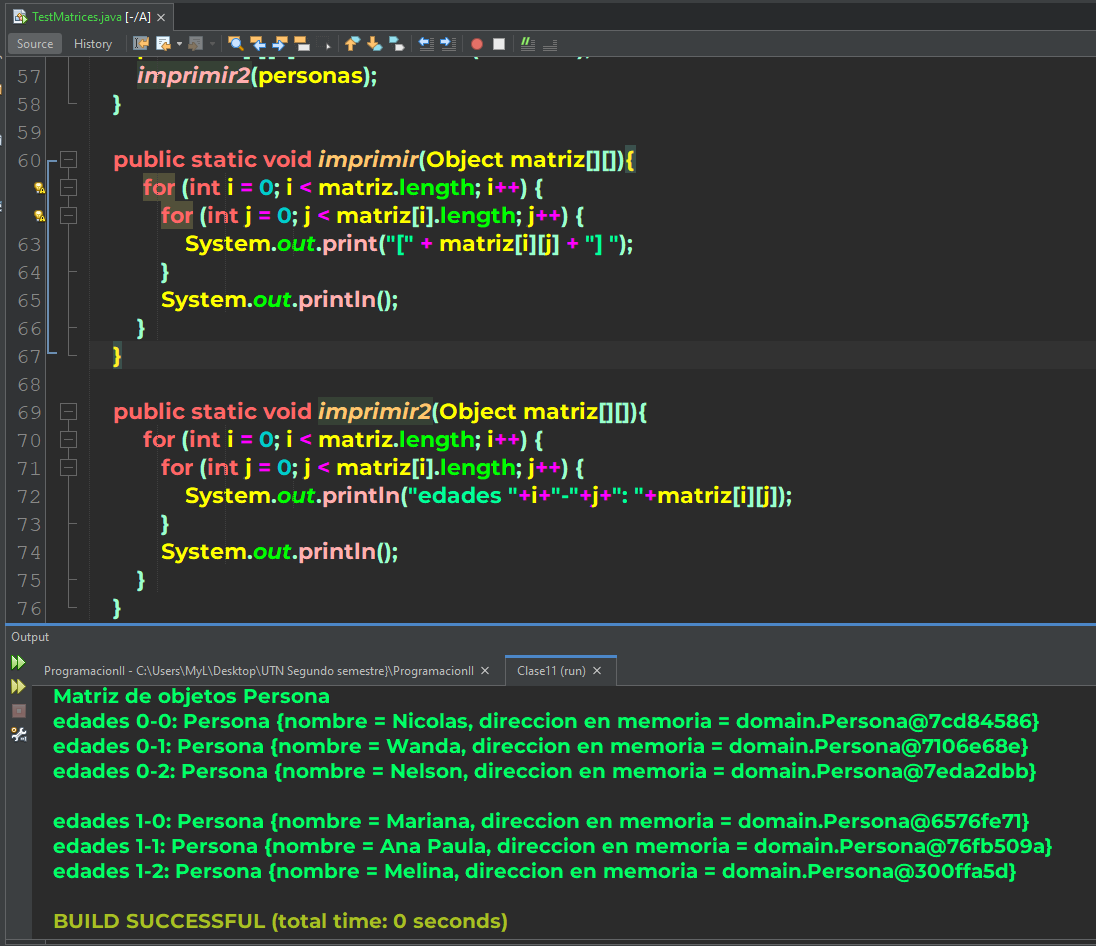 TestMatrices.java [-/A] ×
Source History
57 imprimir2(personas);
58 }
59
60 public static void imprimir(Object matriz[][]){
for (int i = 0; i < matriz.length; i++) {
for (int j = 0; j < matriz[i].length; j++) {
63 System.out.print("[" + matriz[i][j] + "] ");
64 }
65 System.out.println();
66 }
67 }
68
69 public static void imprimir2(Object matriz[][]){
70 for (int i = 0; i < matriz.length; i++) {
71 for (int j = 0; j < matriz[i].length; j++) {
72 System.out.println("edades "+i+"-"+j+": "+matriz[i][j]);
73 }
74 System.out.println();
75 }
76 }
Output
ProgramacionII - C:\Users\MyL\Desktop\UTN Segundo semestre}\ProgramacionII × Clase11 (run) ×
Matriz de objetos Persona
edades 0-0: Persona {nombre = Nicolas, direccion en memoria = domain.Persona@7cd84586}
edades 0-1: Persona {nombre = Wanda, direccion en memoria = domain.Persona@7106e68e}
edades 0-2: Persona {nombre = Nelson, direccion en memoria = domain.Persona@7eda2dbb}
edades 1-0: Persona {nombre = Mariana, direccion en memoria = domain.Persona@6576fe71}
edades 1-1: Persona {nombre = Ana Paula, direccion en memoria = domain.Persona@76fb509a}
edades 1-2: Persona {nombre = Melina, direccion en memoria = domain.Persona@300ffa5d}
BUILD SUCCESSFUL (total time: 0 seconds)